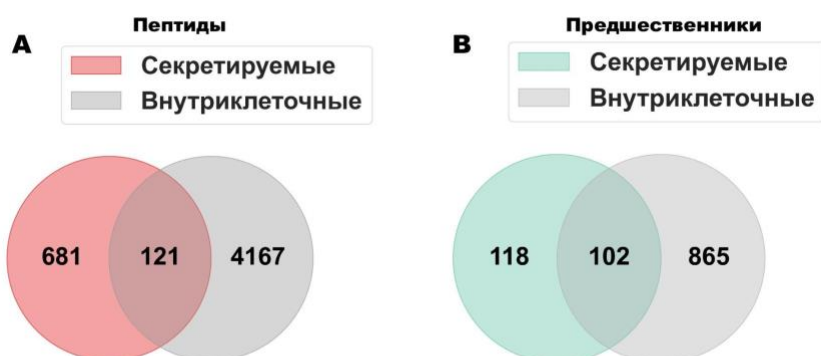 Пептиды
A
Секретируемые
Внутриклеточные
681
121
4167
Предшественники
B
Секретируемые
Внутриклеточные
118
102
865